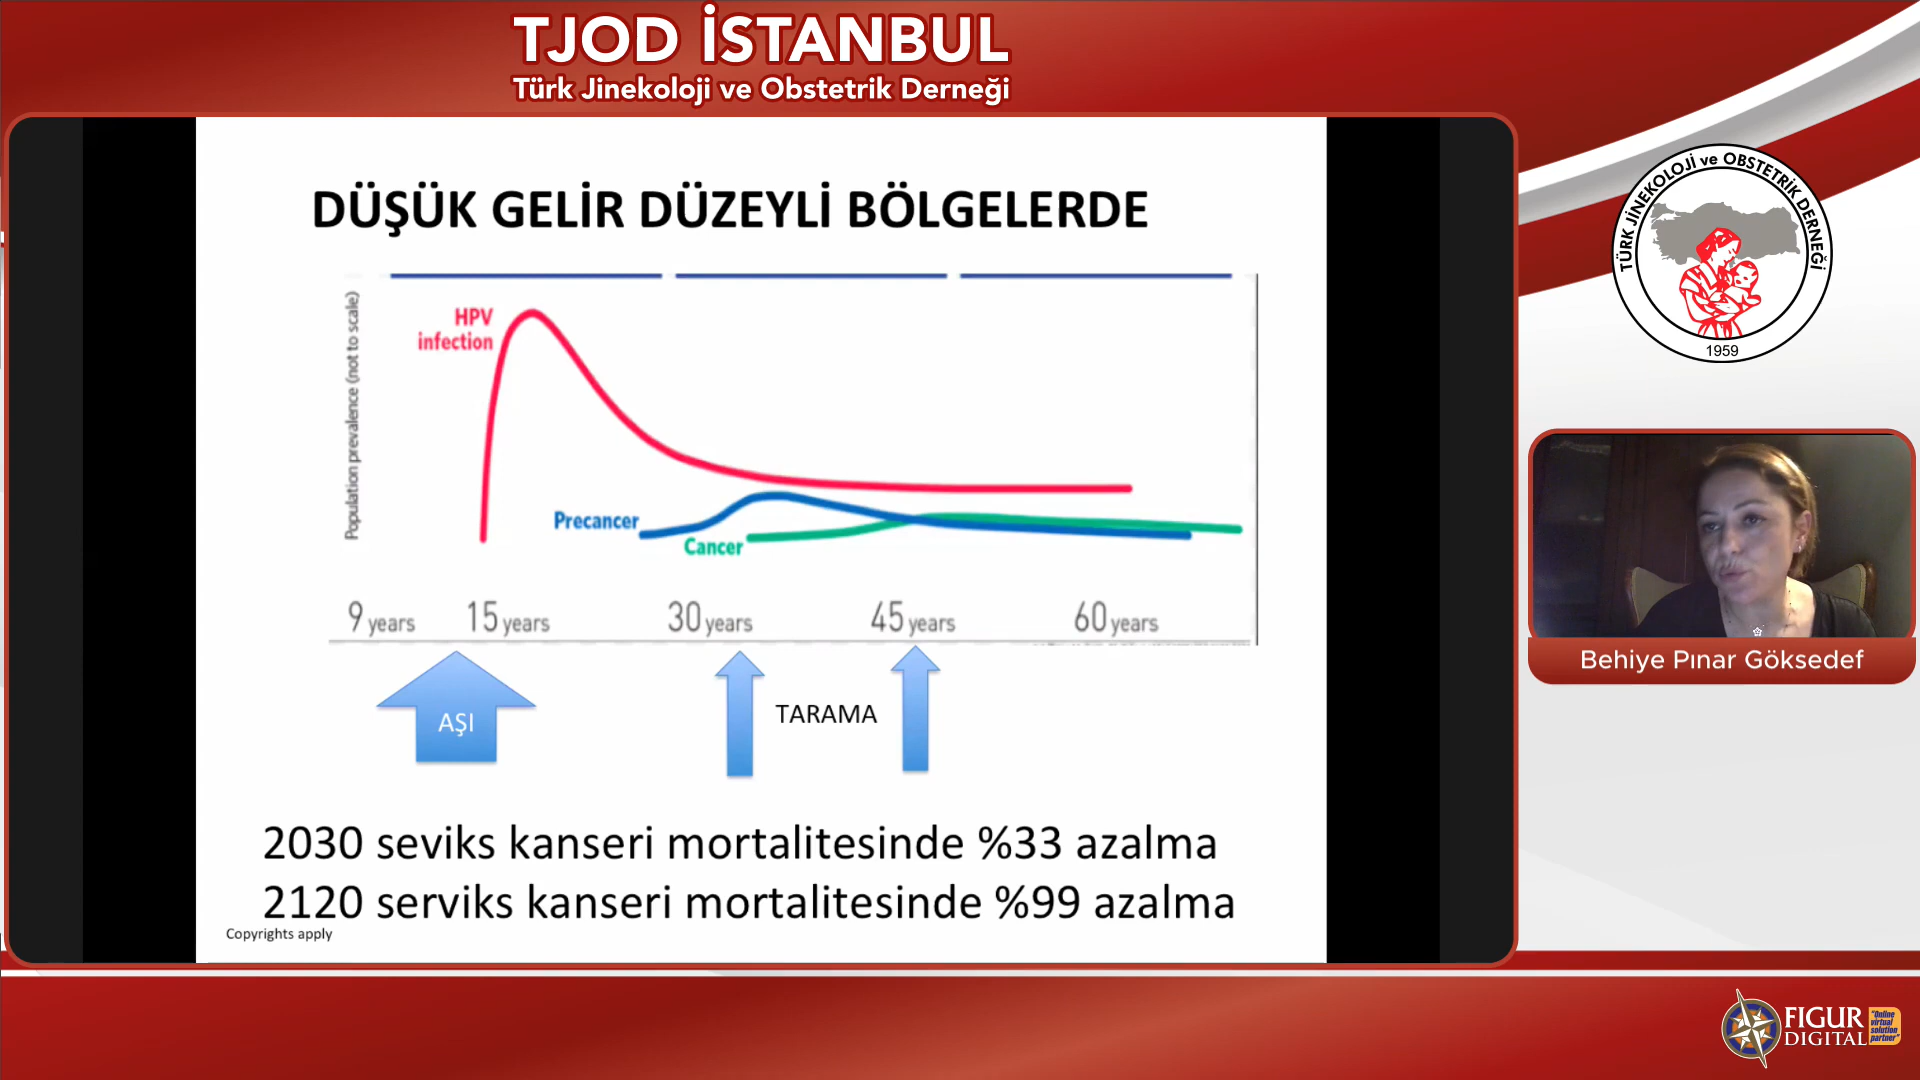 TJOD İSTANBUL
Türk Jinekoloji ve Obstetrik Derneği
DÜŞÜK GELİR DÜZEYLİ BÖLGELERDE
Population prevalence (not to scale)
HPV
infection
Precancer
Cancer
9 years 15 years 30 years 45 years 60 years
AŞI
TARAMA
2030 seviks kanseri mortalitesinde %33 azalma
2120 serviks kanseri mortalitesinde %99 azalma
Copyrights apply
TÜRK JİNEKOLOJİ ve OBSTETRİK DERNEĞİ
1959
Behiye Pınar Göksedef
FIGUR
DIGITAL
"Online
virtual
solution
partner"